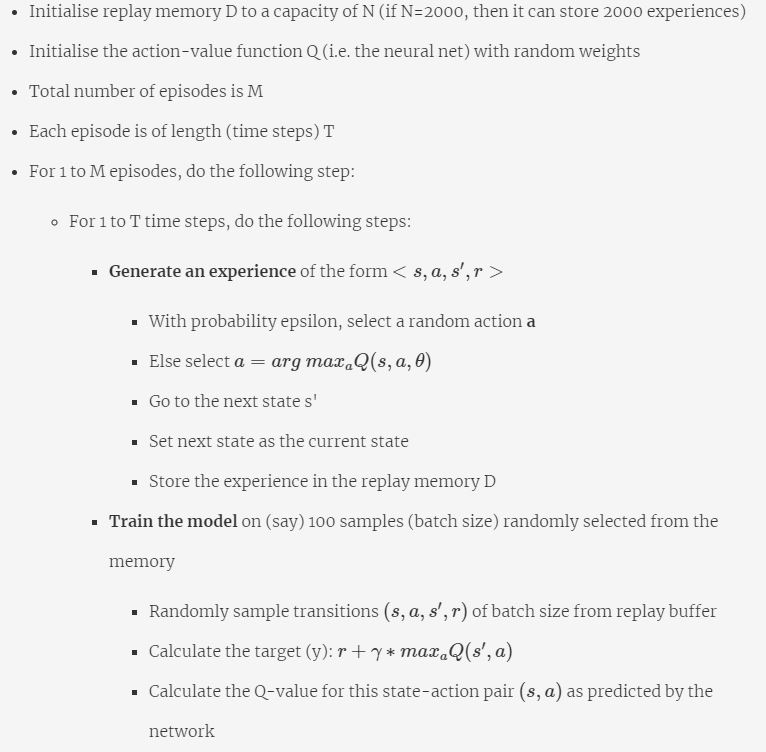 • Initialise replay memory D to a capacity of N (if N=2000, then it can store 2000 experiences)
• Initialise the action-value function Q (i.e. the neural net) with random weights
• Total number of episodes is M
• Each episode is of length (time steps) T
• For 1 to M episodes, do the following step:
◦ For 1 to T time steps, do the following steps:
▪ Generate an experience of the form < s, a, s′, r >
▪ With probability epsilon, select a random action a
▪ Else select a = arg maxₐQ(s, a, θ)
▪ Go to the next state s'
▪ Set next state as the current state
▪ Store the experience in the replay memory D
▪ Train the model on (say) 100 samples (batch size) randomly selected from the
memory
▪ Randomly sample transitions (s, a, s′, r) of batch size from replay buffer
▪ Calculate the target (y): r + γ ∗ maxₐQ(s′, a)
▪ Calculate the Q-value for this state-action pair (s, a) as predicted by the
network